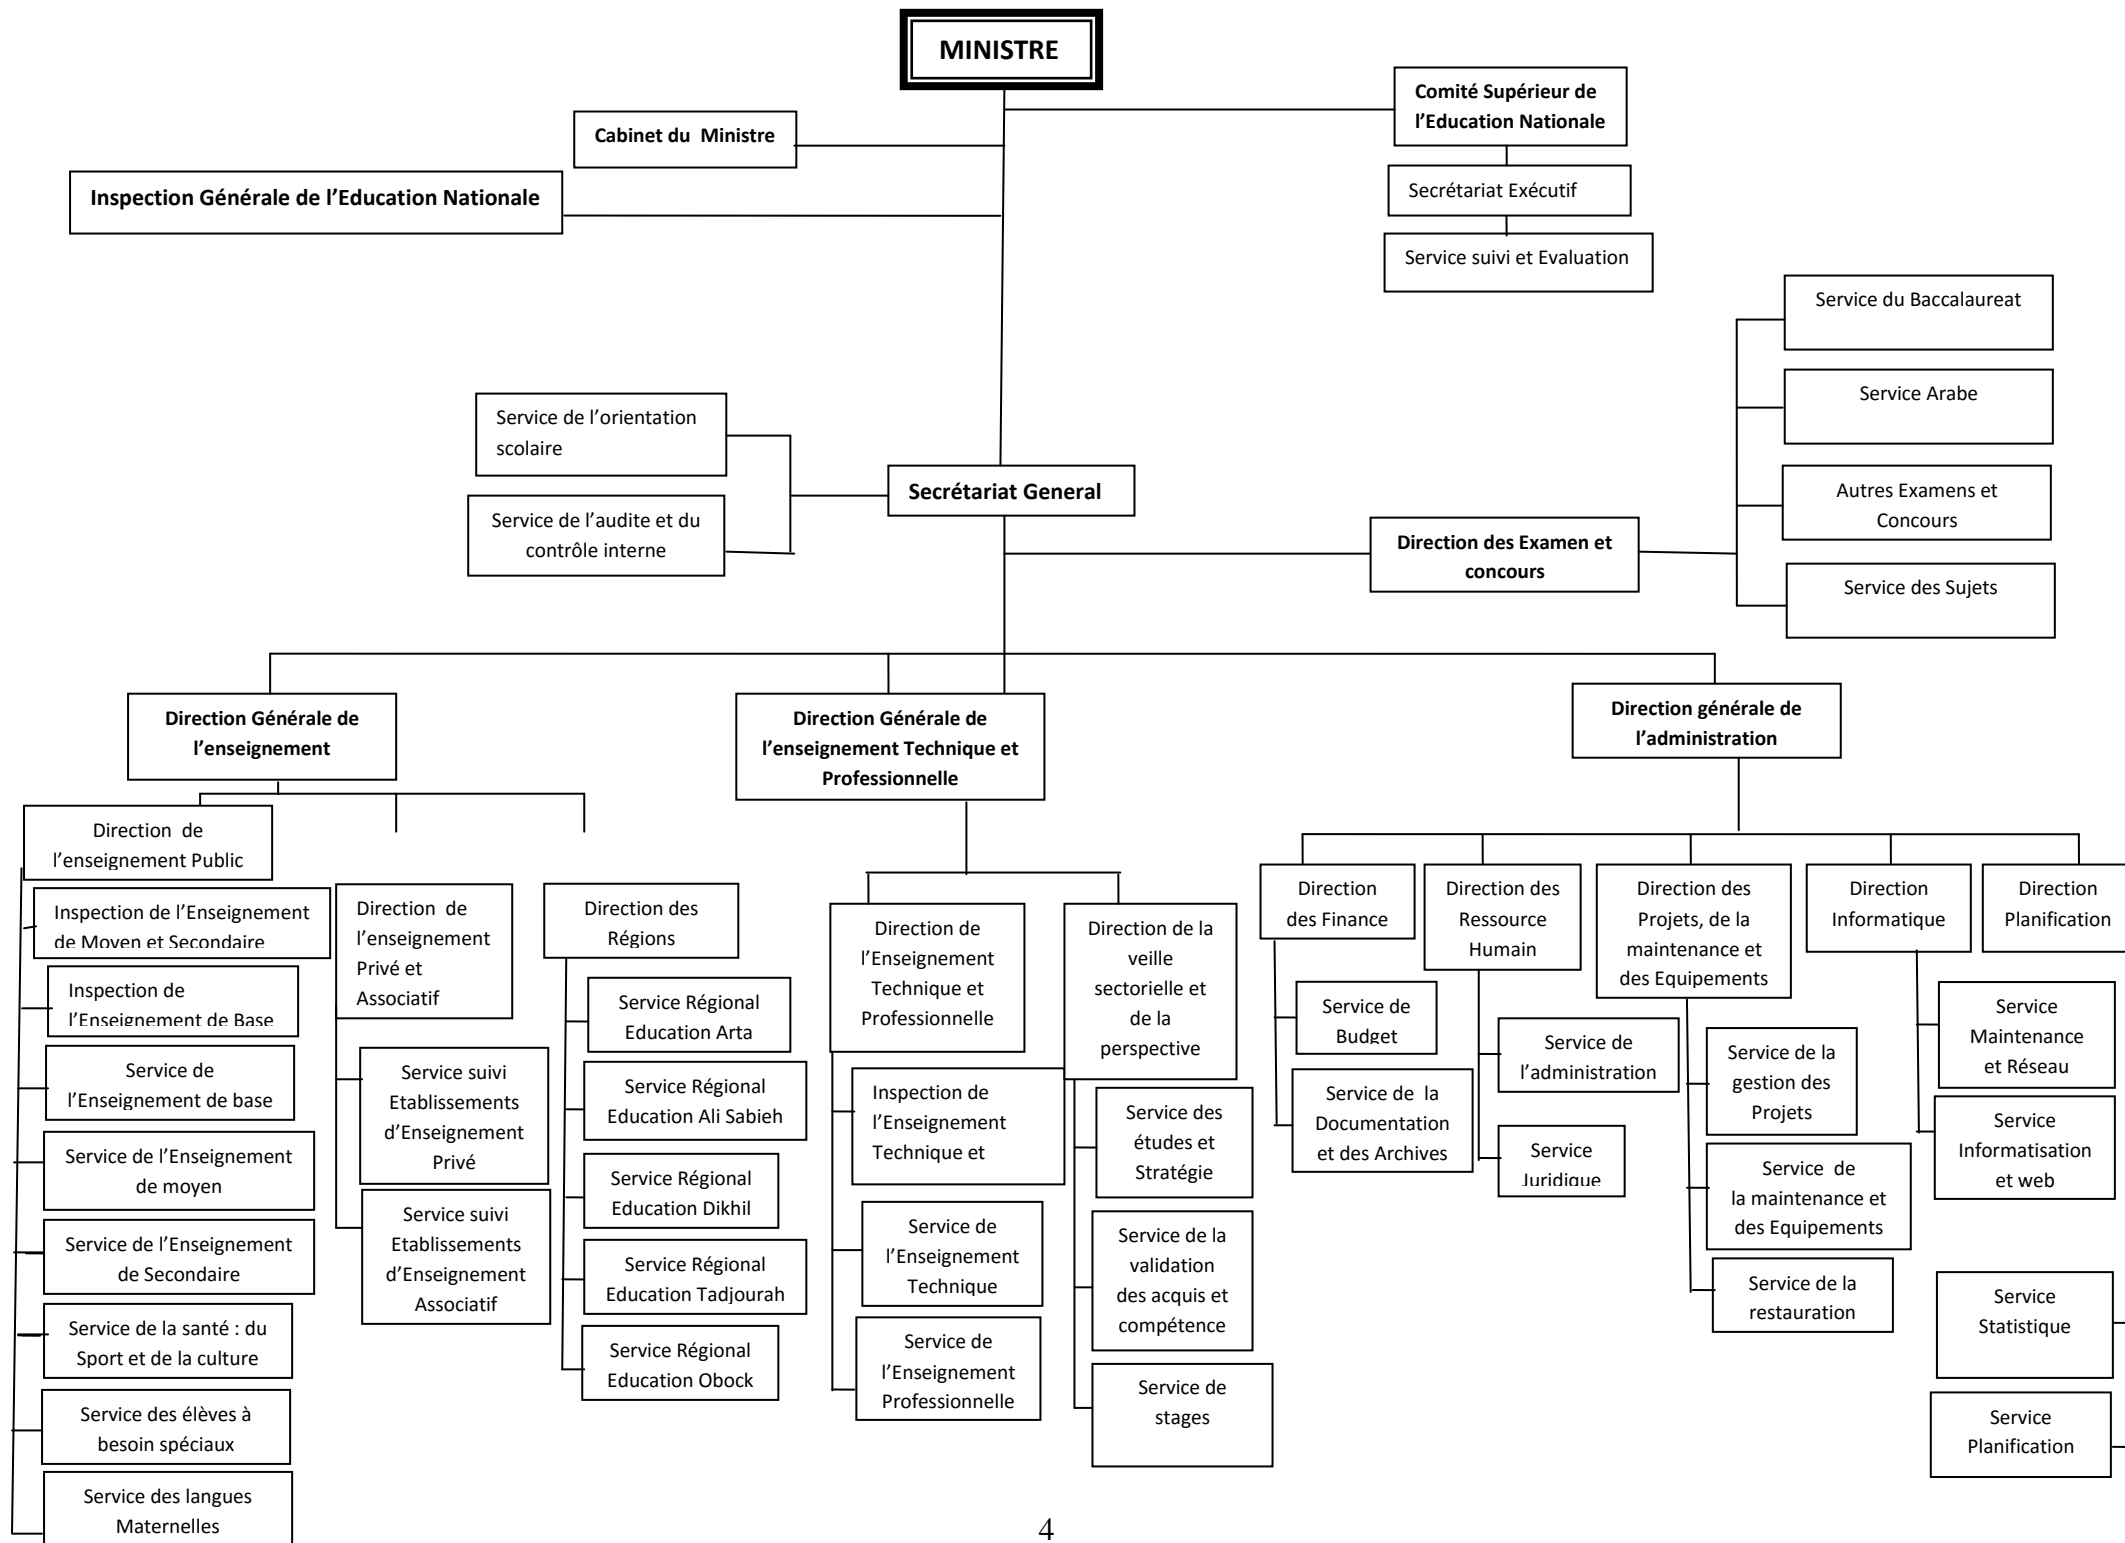 MINISTRE
Comité Supérieur de
l’Education Nationale
Cabinet du Ministre
Inspection Générale de l’Education Nationale
Secrétariat Exécutif
Service suivi et Evaluation
Service du Baccalaureat
Service Arabe
Autres Examens et
Concours
Service des Sujets
Service de l’orientation
scolaire
Service de l’audite et du
contrôle interne
Secrétariat General
Direction des Examen et
concours
Direction Générale de
l’enseignement
Direction Générale de
l’enseignement Technique et
Professionnelle
Direction générale de
l’administration
Direction de
l’enseignement Public
Inspection de l’Enseignement
de Moyen et Secondaire
Inspection de
l’Enseignement de Base
Service de
l’Enseignement de base
Service de l’Enseignement
de moyen
Service de l’Enseignement
de Secondaire
Service de la santé : du
Sport et de la culture
Service des élèves à
besoin spéciaux
Service des langues
Maternelles
Direction de
l’enseignement
Privé et
Associatif
Service suivi
Etablissements
d’Enseignement
Privé
Service suivi
Etablissements
d’Enseignement
Associatif
Direction des
Régions
Service Régional
Education Arta
Service Régional
Education Ali Sabieh
Service Régional
Education Dikhil
Service Régional
Education Tadjourah
Service Régional
Education Obock
Direction de
l’Enseignement
Technique et
Professionnelle
Inspection de
l’Enseignement
Technique et
Service de
l’Enseignement
Technique
Service de
l’Enseignement
Professionnelle
Direction de la
veille
sectorielle et
de la
perspective
Service des
études et
Stratégie
Service de la
validation
des acquis et
compétence
Service de
stages
Direction
des Finance
Service de
Budget
Service de la
Documentation
et des Archives
Direction des
Ressource
Humain
Service de
l’administration
Service
Juridique
Direction des
Projets, de la
maintenance et
des Equipements
Service de la
gestion des
Projets
Service de
la maintenance et
des Equipements
Service de la
restauration
Direction
Informatique
Service
Maintenance
et Réseau
Service
Informatisation
et web
Direction
Planification
Service
Statistique
Service
Planification
4